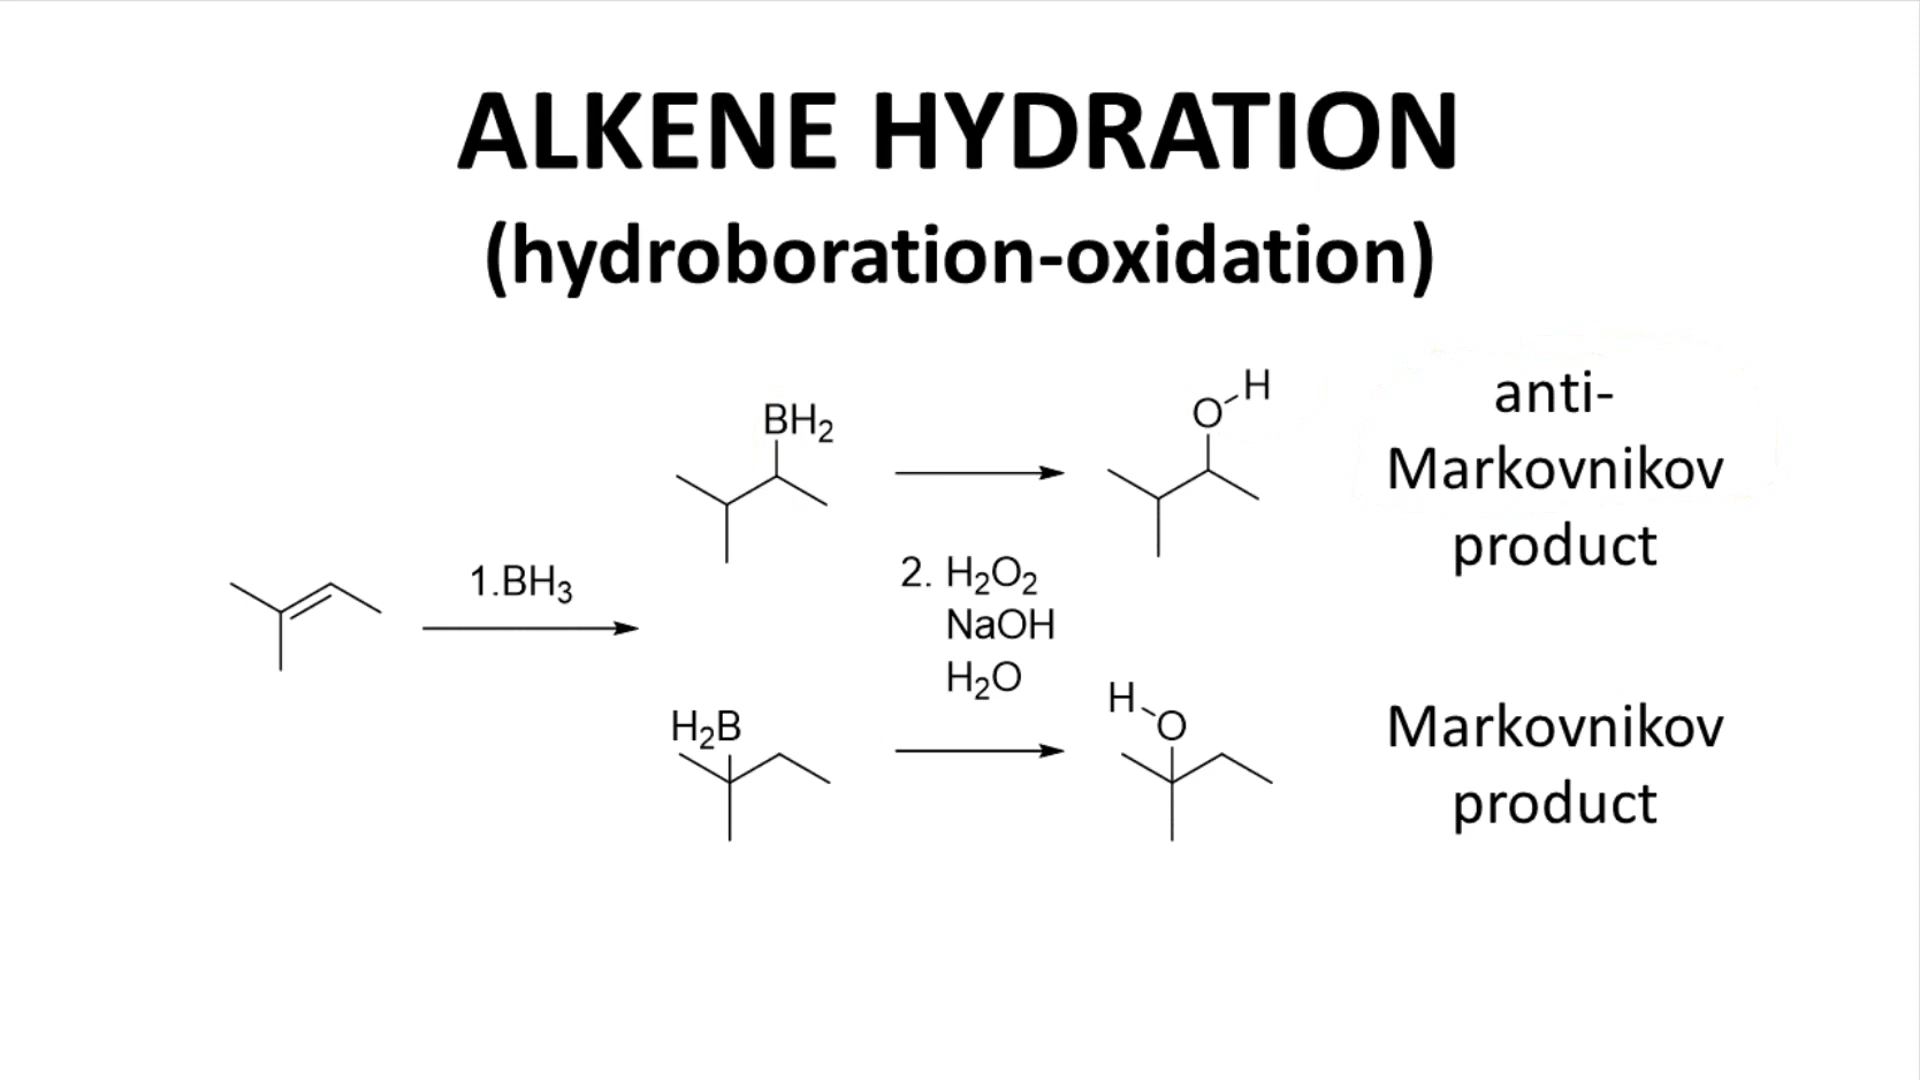 ALKENE HYDRATION
(hydroboration-oxidation)
BH₂
O H
anti-
Markovnikov
product
1.BH₃
2. H₂O₂
NaOH
H₂O
H₂B
H O
Markovnikov
product